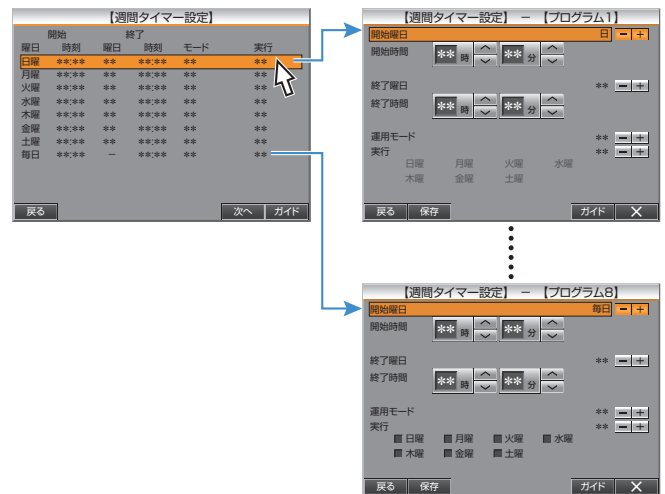 【週間タイマー設定】
開始 終了
曜日 時刻 曜日 時刻 モード 実行
日曜 **:** ** **:** ** **
月曜 **:** ** **:** ** **
火曜 **:** ** **:** ** **
水曜 **:** ** **:** ** **
木曜 **:** ** **:** ** **
金曜 **:** ** **:** ** **
土曜 **:** ** **:** ** **
毎日 **:** － **:** ** **
戻る 次へ ガイド
【週間タイマー設定】 － 【プログラム1】
開始曜日 日 － ＋
開始時間 ** 時 ** 分
終了曜日 ** － ＋
終了時間 ** 時 ** 分
運用モード ** － ＋
実行 ** － ＋
日曜 月曜 火曜 水曜
木曜 金曜 土曜
戻る 保存 ガイド ╳
【週間タイマー設定】 － 【プログラム8】
開始曜日 毎日 － ＋
開始時間 ** 時 ** 分
終了曜日 ** － ＋
終了時間 ** 時 ** 分
運用モード ** － ＋
実行 ** － ＋
日曜 月曜 火曜 水曜
木曜 金曜 土曜
戻る 保存 ガイド ╳